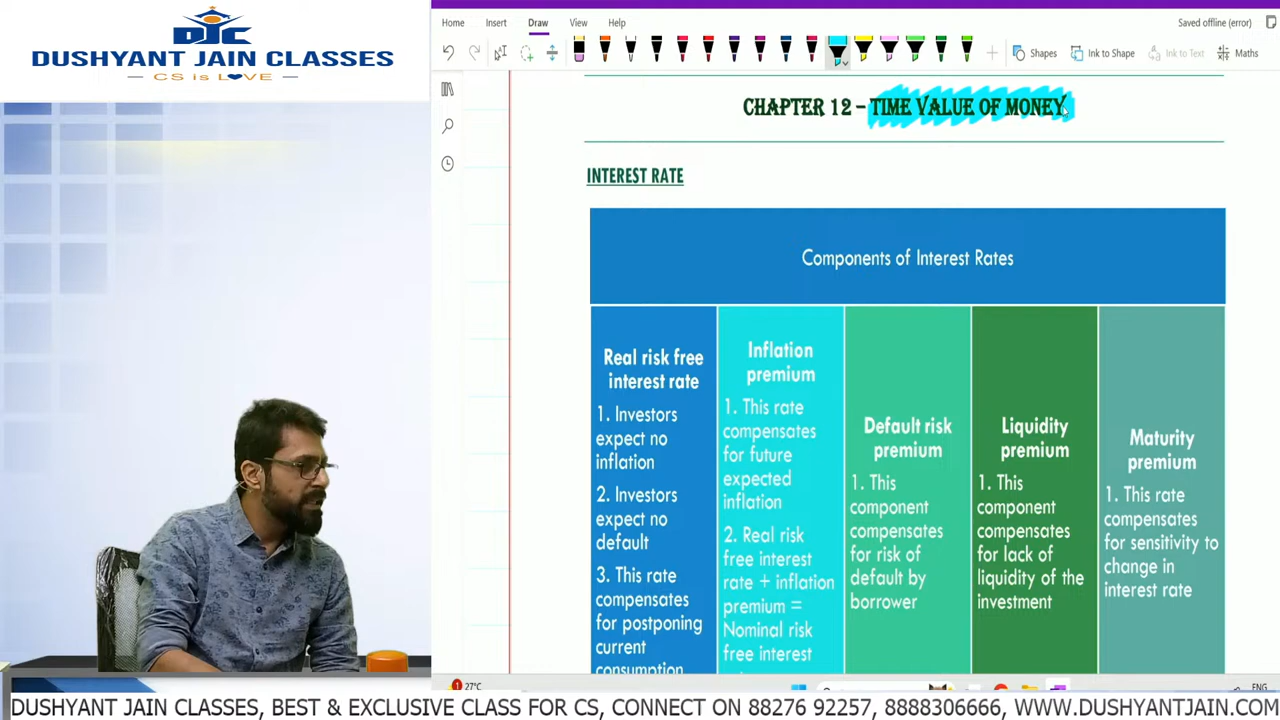 DJC
DUSHYANT JAIN CLASSES
CS is LOVE
Home Insert Draw View Help
Saved offline (error)
Shapes Ink to Shape Ink to Text Maths
CHAPTER 12 – TIME VALUE OF MONEY
INTEREST RATE
Components of Interest Rates
Real risk free
interest rate
1. Investors
expect no
inflation
2. Investors
expect no
default
3. This rate
compensates
for postponing
current
consumption
Inflation
premium
1. This rate
compensates
for future
expected
inflation
2. Real risk
free interest
rate + inflation
premium =
Nominal risk
free interest
Default risk
premium
1. This
component
compensates
for risk of
default by
borrower
Liquidity
premium
1. This
component
compensates
for lack of
liquidity of the
investment
Maturity
premium
1. This rate
compensates
for sensitivity to
change in
interest rate
1
27°C
ENG
DUSHYANT JAIN CLASSES, BEST & EXCLUSIVE CLASS FOR CS, CONNECT ON 88276 92257, 8888306666, WWW.DUSHYANTJAIN.COM